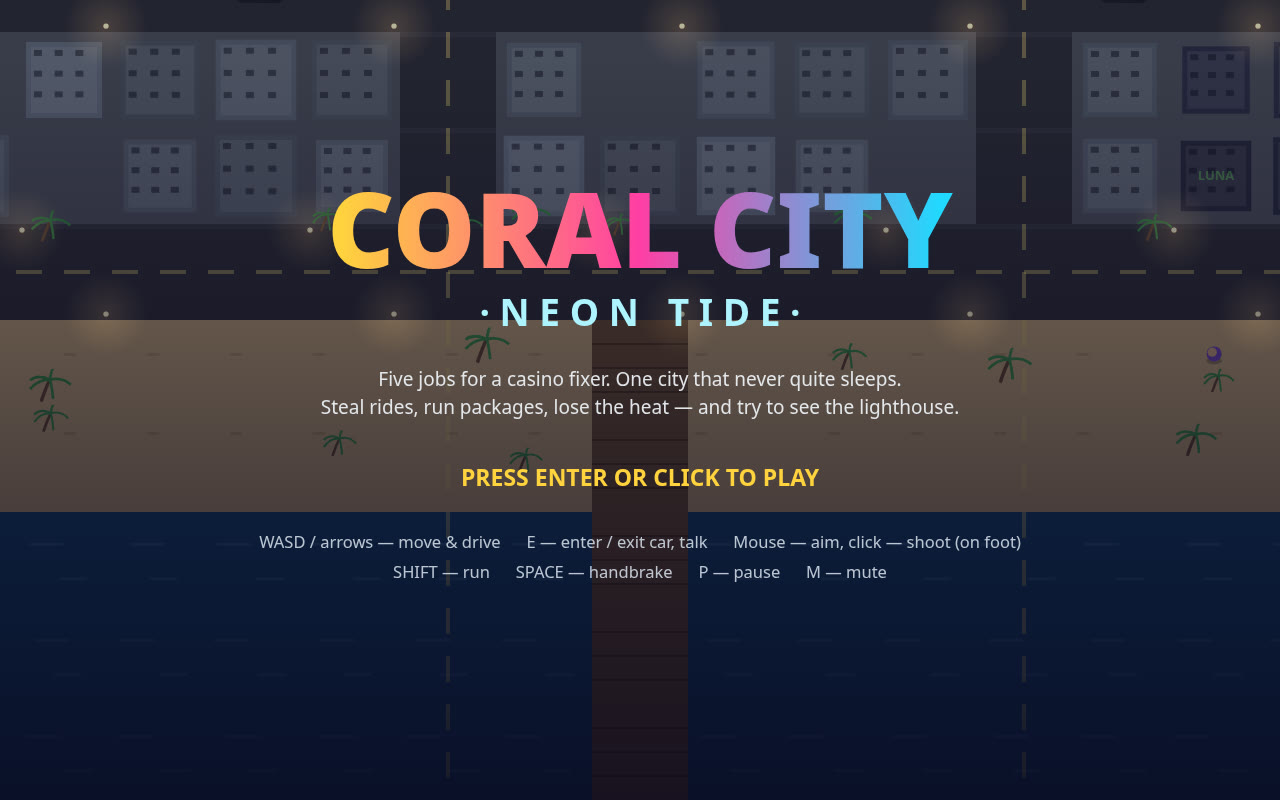 LUNA
CORAL CITY
·NEON TIDE·
Five jobs for a casino fixer. One city that never quite sleeps.
Steal rides, run packages, lose the heat — and try to see the lighthouse.
PRESS ENTER OR CLICK TO PLAY
WASD / arrows — move & drive E — enter / exit car, talk Mouse — aim, click — shoot (on foot)
SHIFT — run SPACE — handbrake P — pause M — mute